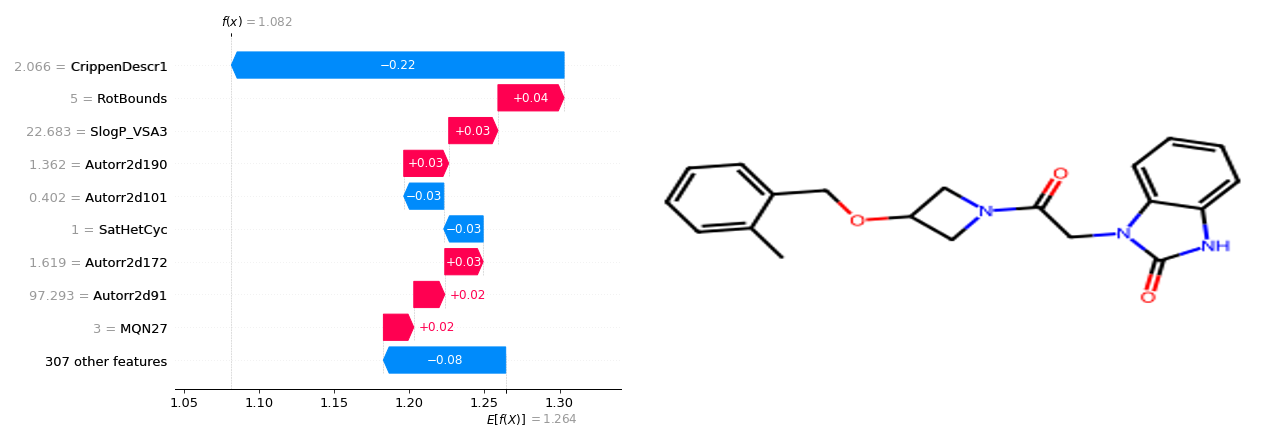 f(x) = 1.082
2.066 = CrippenDescr1
−0.22
5 = RotBounds
+0.04
22.683 = SlogP_VSA3
+0.03
1.362 = Autorr2d190
+0.03
0.402 = Autorr2d101
−0.03
1 = SatHetCyc
−0.03
1.619 = Autorr2d172
+0.03
97.293 = Autorr2d91
+0.02
3 = MQN27
+0.02
307 other features
−0.08
1.05 1.10 1.15 1.20 1.25 1.30
E[f(X)] = 1.264
O
N
O
N
NH
O